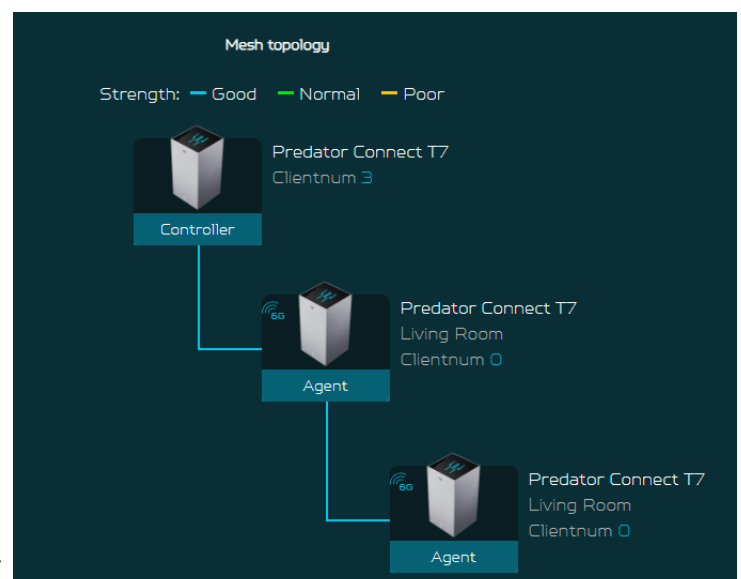 Mesh topology
Strength: Good Normal Poor
Predator Connect T7
Clientnum 3
Controller
6G
Predator Connect T7
Living Room
Clientnum 0
Agent
6G
Predator Connect T7
Living Room
Clientnum 0
Agent